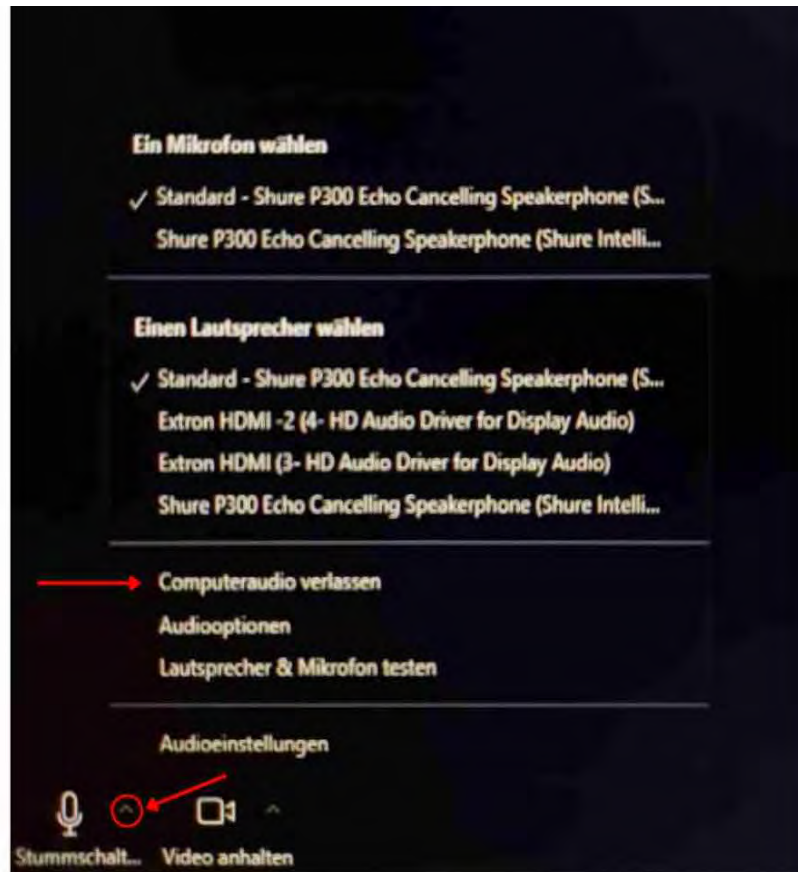 Ein Mikrofon wählen
Standard - Shure P300 Echo Cancelling Speakerphone (S...
Shure P300 Echo Cancelling Speakerphone (Shure Intelli...
Einen Lautsprecher wählen
Standard - Shure P300 Echo Cancelling Speakerphone (S...
Extron HDMI -2 (4- HD Audio Driver for Display Audio)
Extron HDMI (3- HD Audio Driver for Display Audio)
Shure P300 Echo Cancelling Speakerphone (Shure Intelli...
Computeraudio verlassen
Audiooptionen
Lautsprecher & Mikrofon testen
Audioeinstellungen
Stummschalt... Video anhalten